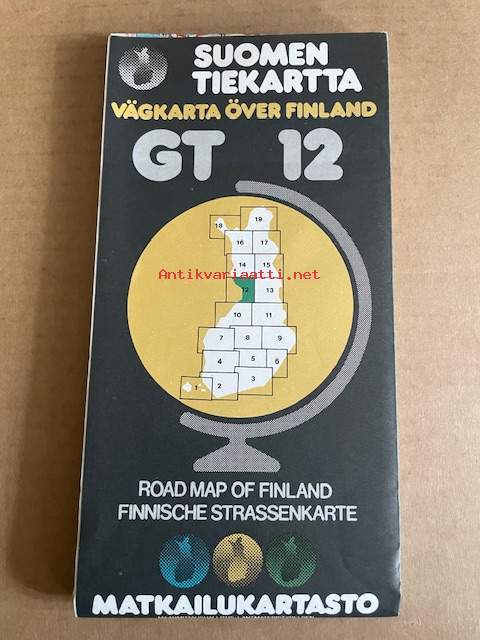 SUOMEN
TIEKARTTA
VÄGKARTA ÖVER FINLAND
GT 12
19
18
16 17
14 15
Antikvariaatti.net
12 13
10 11
7 8 9
4 5 6
1 2 3
ROAD MAP OF FINLAND
FINNISCHE STRASSENKARTE
MATKAILUKARTASTO